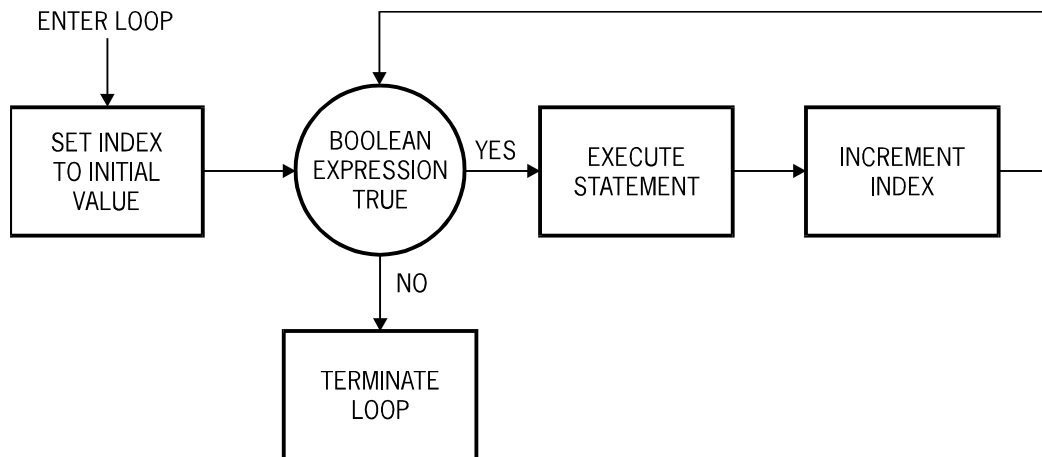 ENTER LOOP
SET INDEX
TO INITIAL
VALUE
BOOLEAN
EXPRESSION
TRUE
YES
EXECUTE
STATEMENT
INCREMENT
INDEX
NO
TERMINATE
LOOP